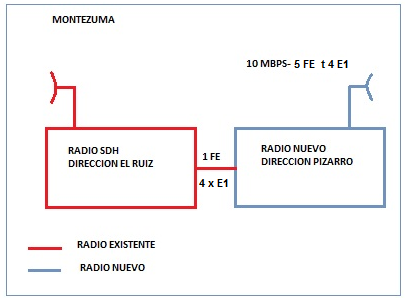 MONTEZUMA
10 MBPS- 5 FE t 4 E1
RADIO SDH
DIRECCION EL RUIZ
1 FE
4 x E1
RADIO NUEVO
DIRECCION PIZARRO
RADIO EXISTENTE
RADIO NUEVO